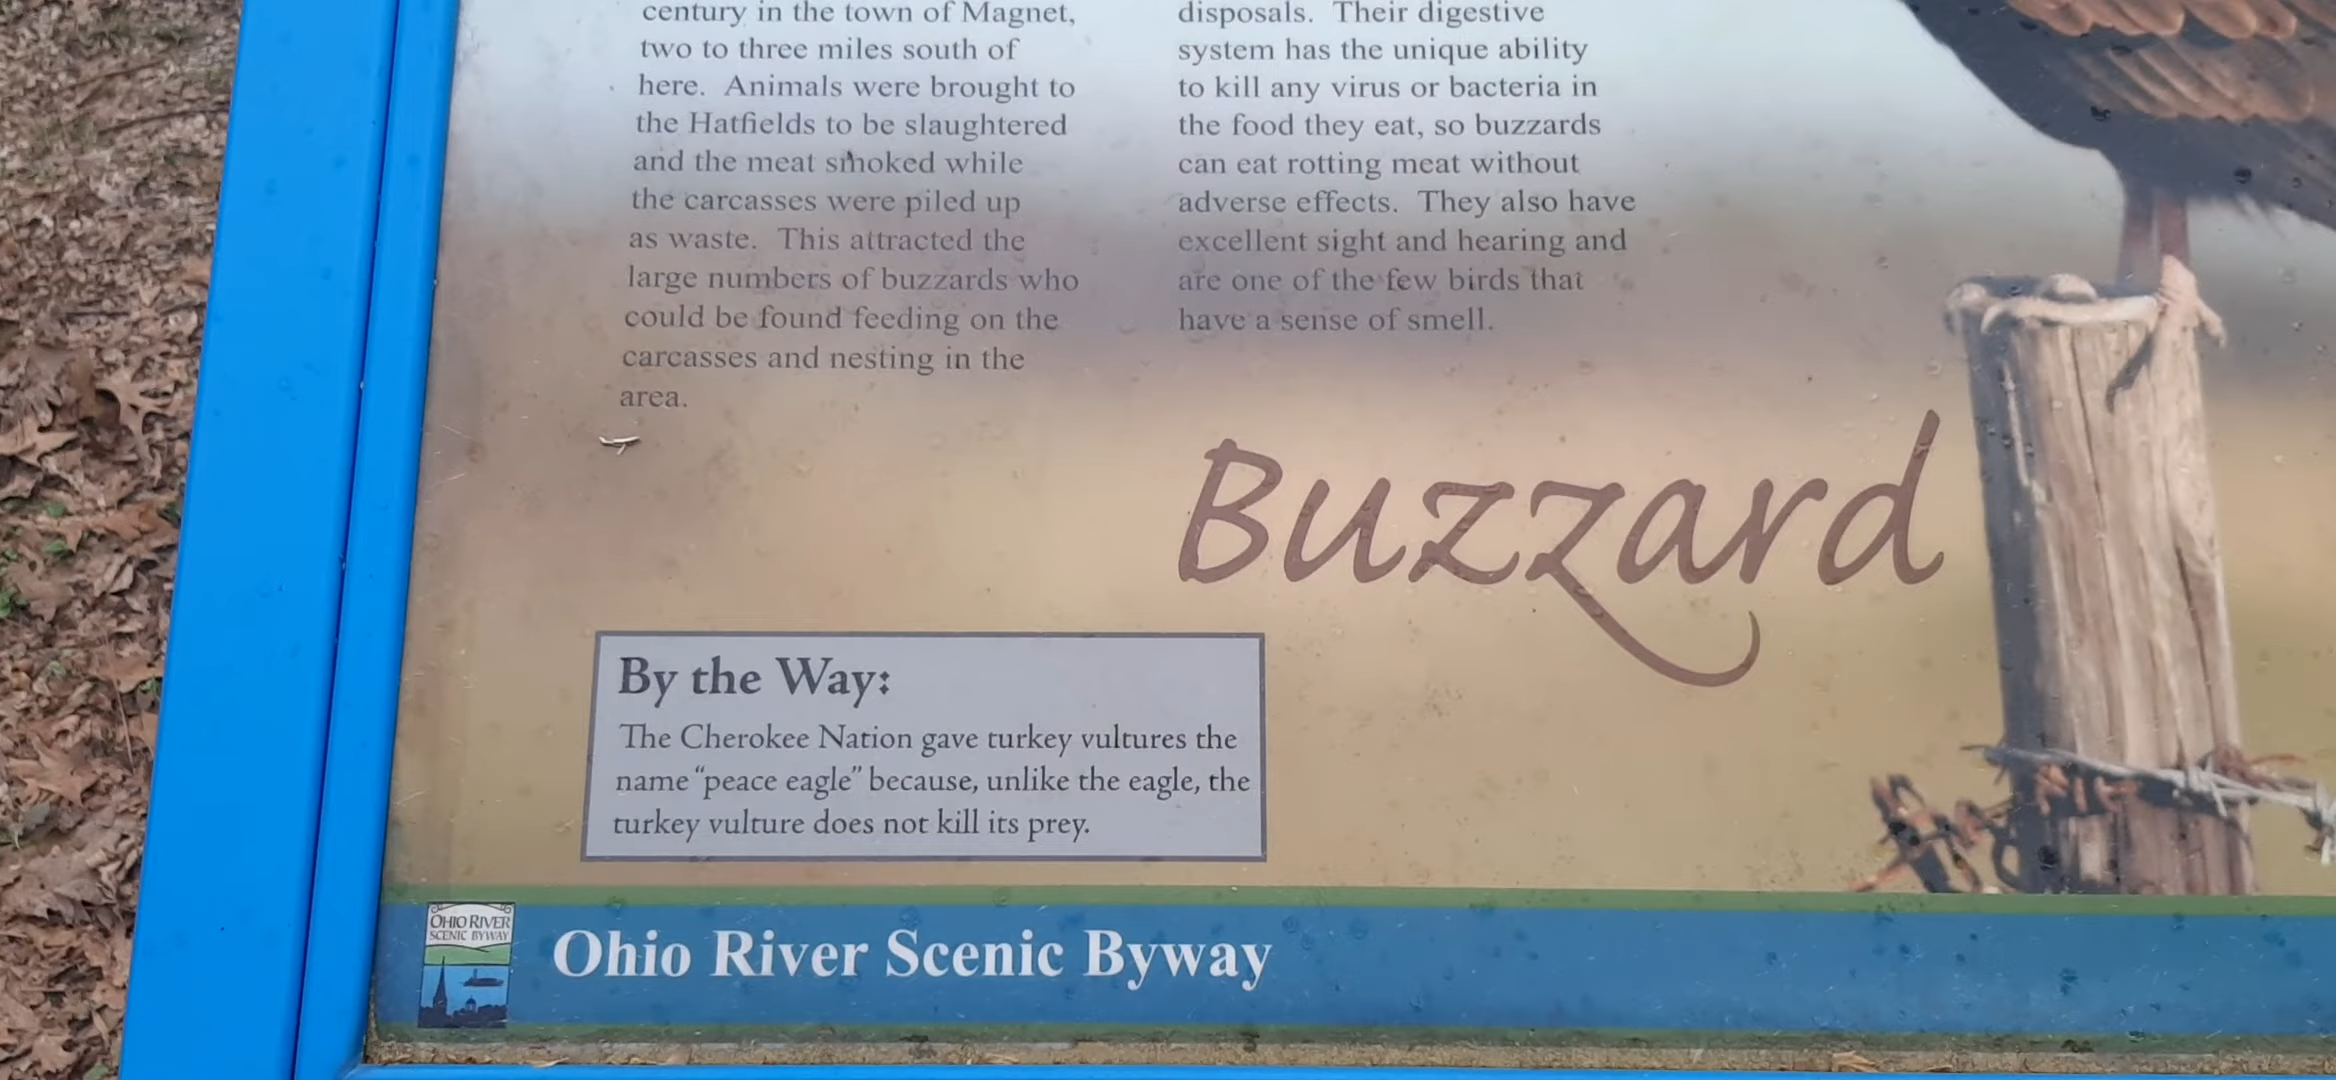 century in the town of Magnet,
two to three miles south of
here. Animals were brought to
the Hatfields to be slaughtered
and the meat smoked while
the carcasses were piled up
as waste. This attracted the
large numbers of buzzards who
could be found feeding on the
carcasses and nesting in the
area.
disposals. Their digestive
system has the unique ability
to kill any virus or bacteria in
the food they eat, so buzzards
can eat rotting meat without
adverse effects. They also have
excellent sight and hearing and
are one of the few birds that
have a sense of smell.
Buzzard
By the Way:
The Cherokee Nation gave turkey vultures the
name “peace eagle” because, unlike the eagle, the
turkey vulture does not kill its prey.
OHIO RIVER
SCENIC BYWAY
Ohio River Scenic Byway